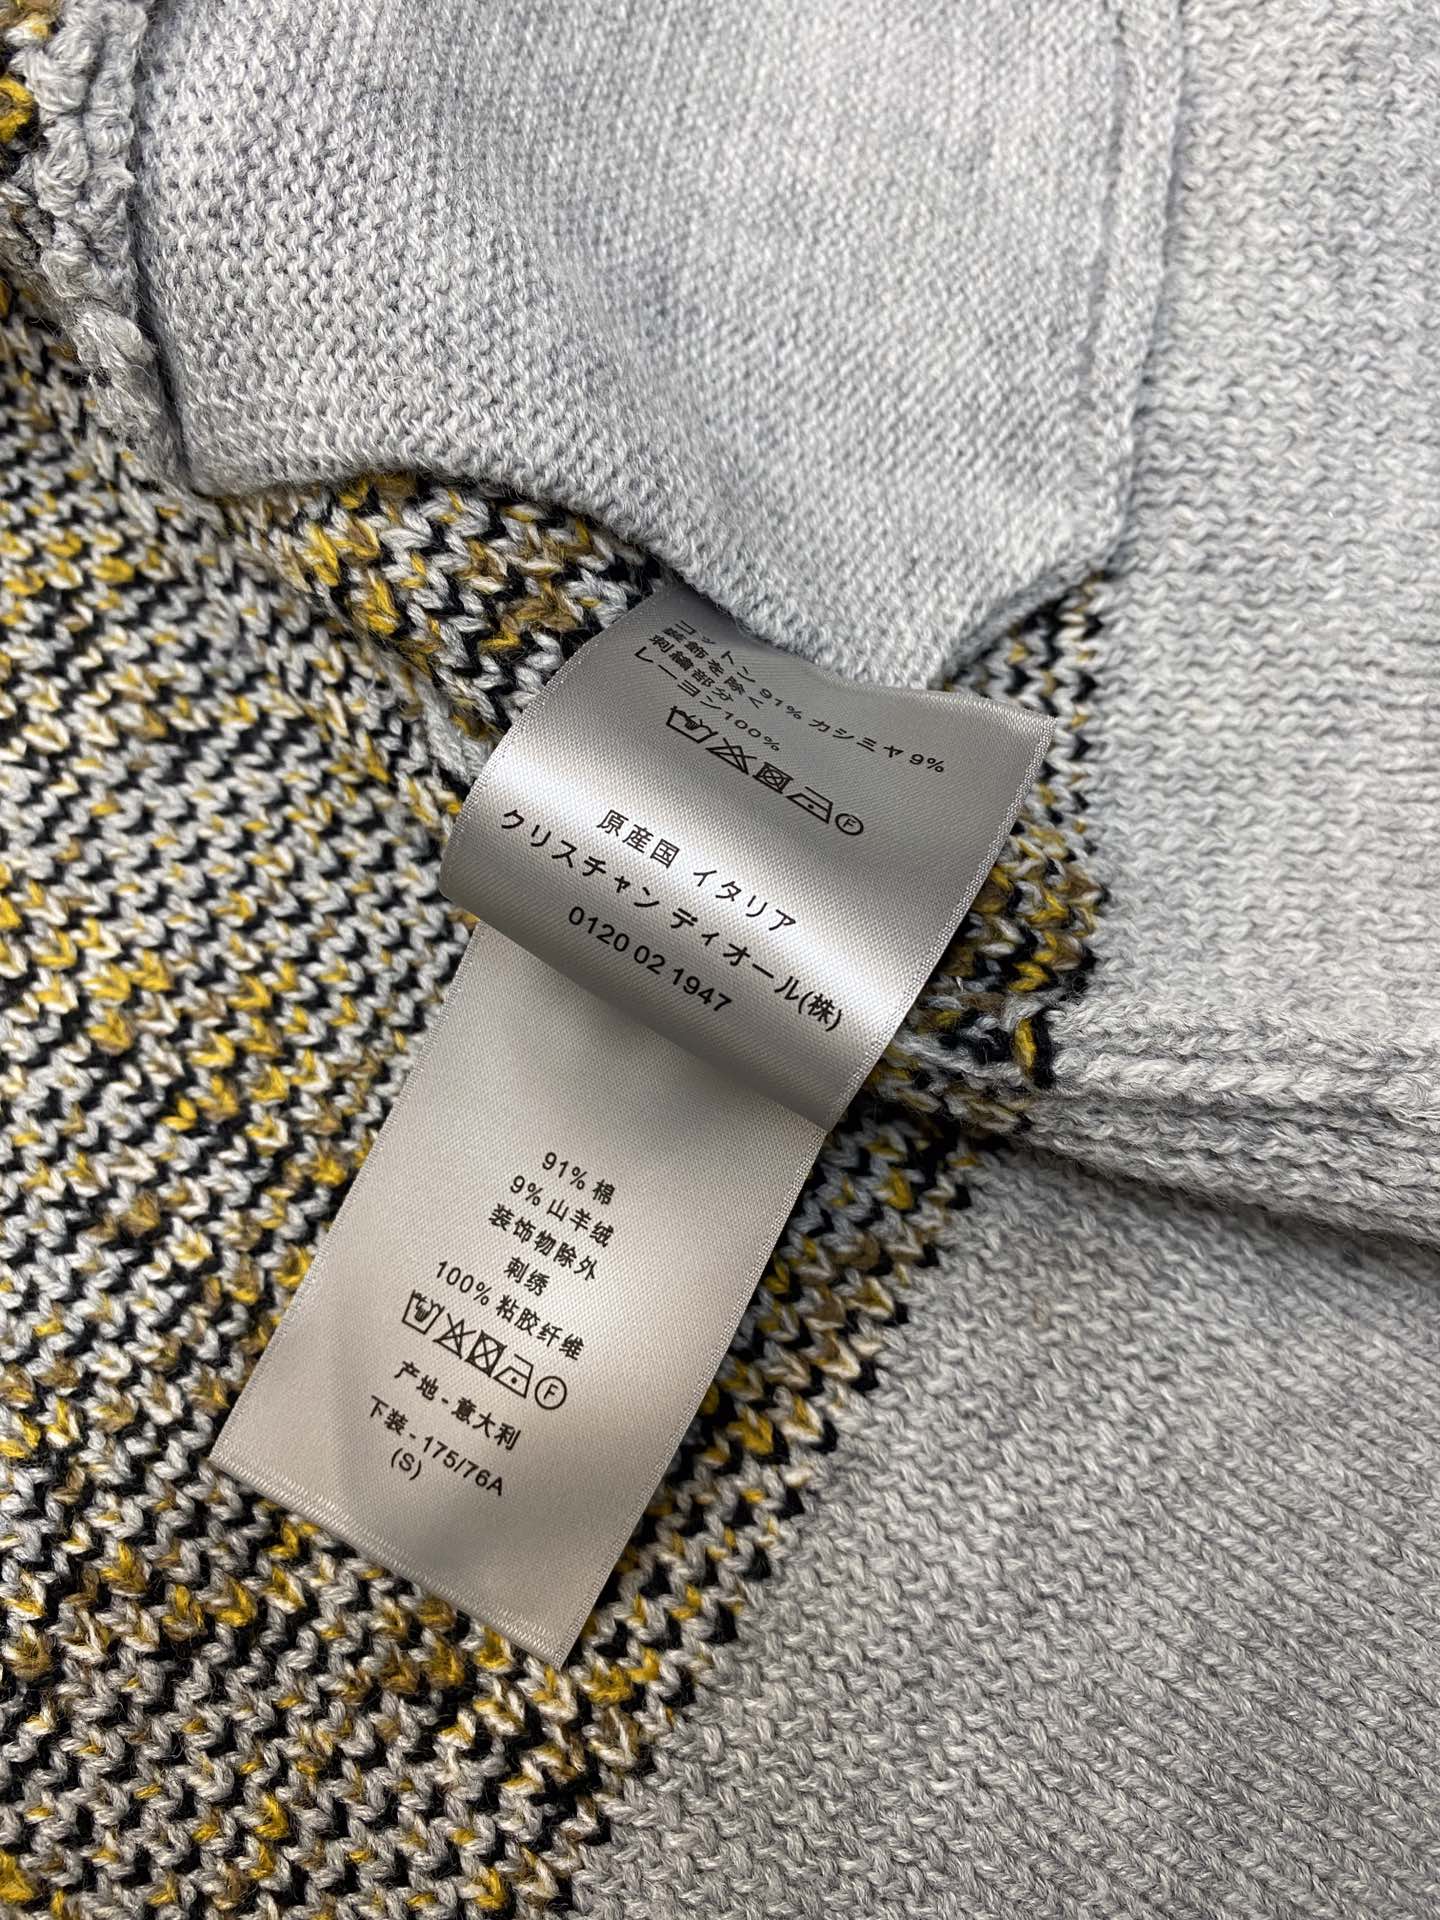 コットン 91% カシミヤ 9%
装飾を除く
刺繍部分
レーヨン100%
F
原産国 イタリア
クリスチャン ディオール(株)
0120 02 1947
91% 棉
9% 山羊绒
装饰物除外
刺绣
100% 粘胶纤维
F
产地 - 意大利
下装 - 175/76A
(S)